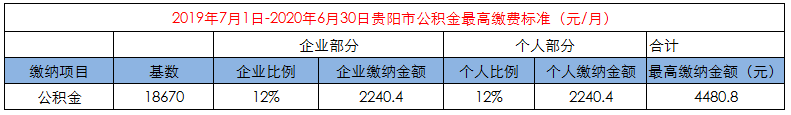 2019年7月1日-2020年6月30日贵阳市公积金最高缴费标准（元/月）
企业部分 个人部分 合计
缴纳项目 基数 企业比例 企业缴纳金额 个人比例 个人缴纳金额 最高缴纳金额（元）
公积金 18670 12% 2240.4 12% 2240.4 4480.8